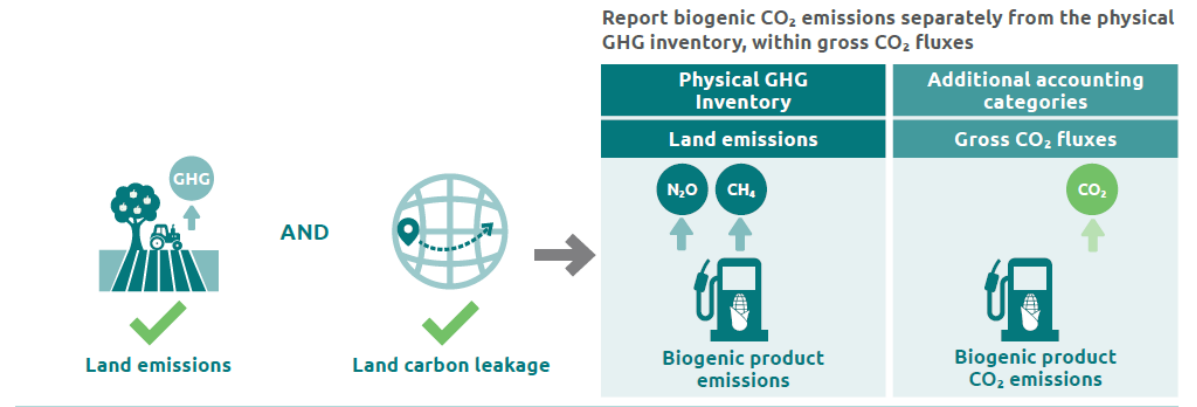 Report biogenic CO₂ emissions separately from the physical
GHG inventory, within gross CO₂ fluxes
Physical GHG
Inventory
Additional accounting
categories
Land emissions
Gross CO₂ fluxes
GHG
AND
N₂O
CH₄
CO₂
Land emissions
Land carbon leakage
Biogenic product
emissions
Biogenic product
CO₂ emissions